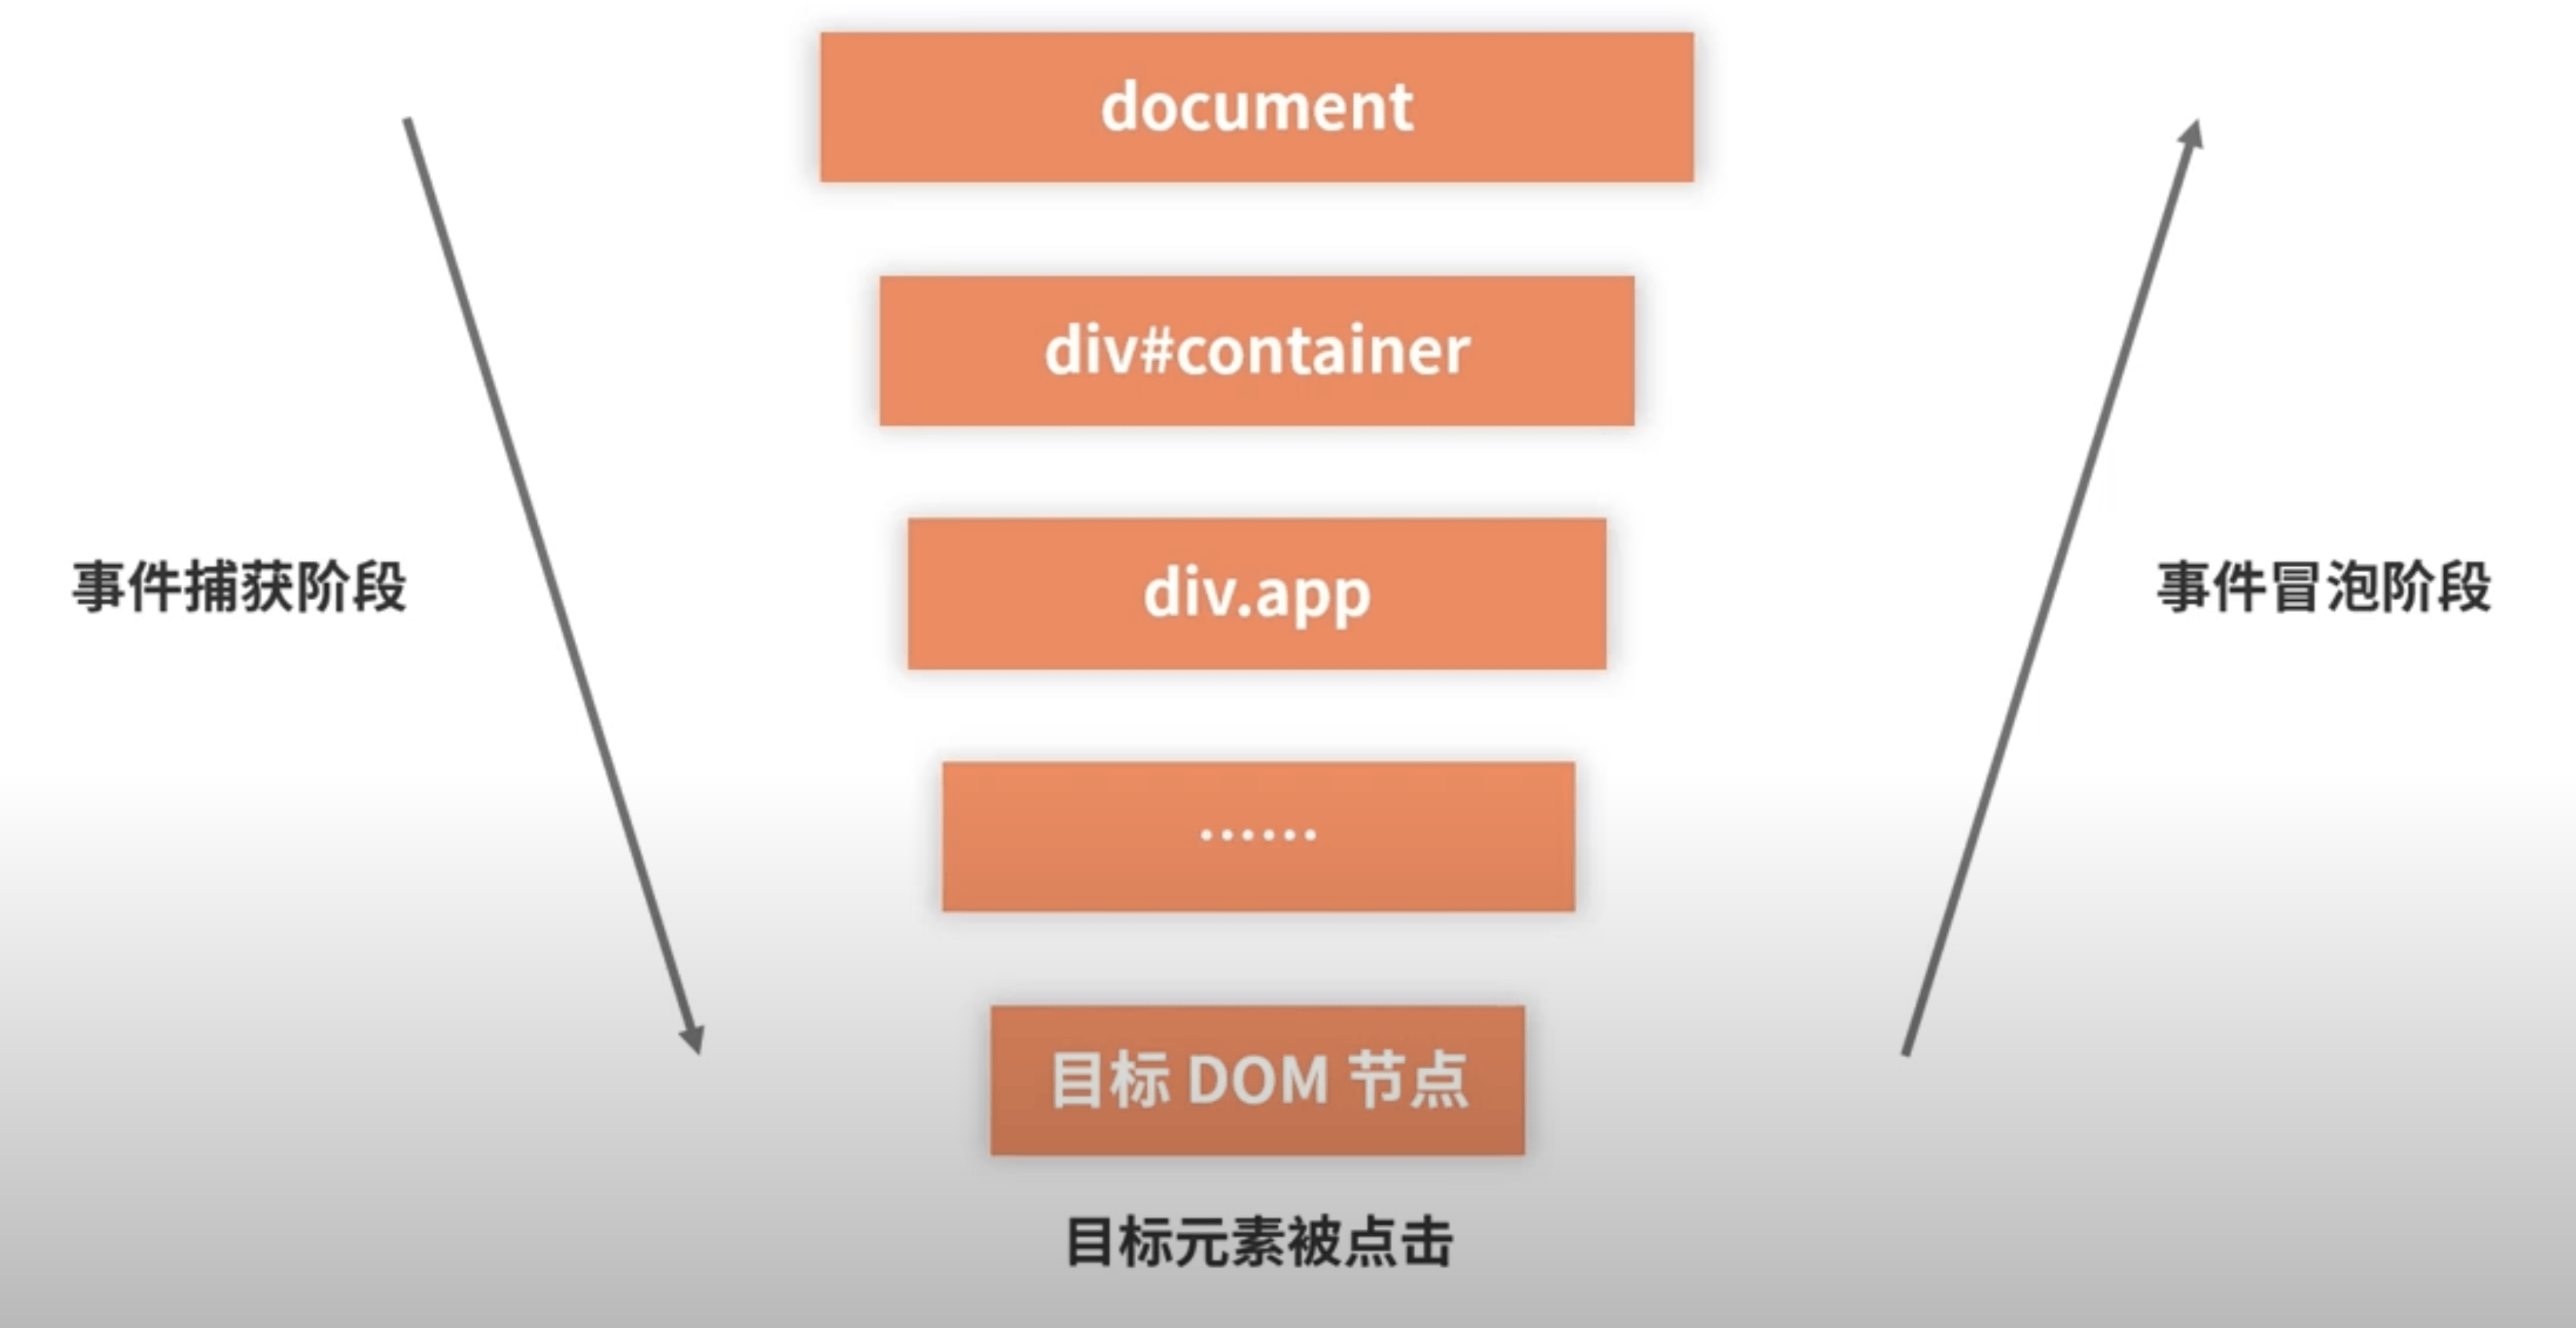 document
div#container
div.app
事件捕获阶段
事件冒泡阶段
······
目标 DOM 节点
目标元素被点击